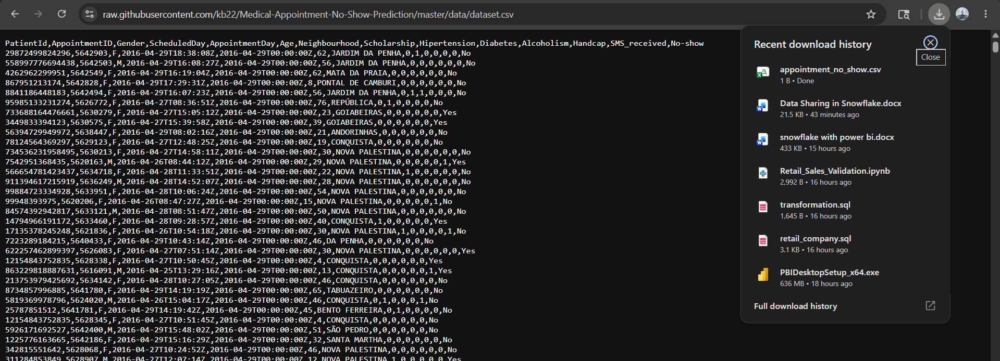 raw.githubusercontent.com/kb22/Medical-Appointment-No-Show-Prediction/master/data/dataset.csv
PatientId,AppointmentID,Gender,ScheduledDay,AppointmentDay,Age,Neighbourhood,Scholarship,Hipertension,Diabetes,Alcoholism,Handcap,SMS_received,No-show
29872499824296,5642903,F,2016-04-29T18:38:08Z,2016-04-29T00:00:00Z,62,JARDIM DA PENHA,0,1,0,0,0,0,No
558997776694438,5642503,M,2016-04-29T16:08:27Z,2016-04-29T00:00:00Z,56,JARDIM DA PENHA,0,0,0,0,0,0,No
4262962299951,5642549,F,2016-04-29T16:19:04Z,2016-04-29T00:00:00Z,62,MATA DA PRAIA,0,0,0,0,0,0,No
867951213174,5642828,F,2016-04-29T17:29:31Z,2016-04-29T00:00:00Z,8,PONTAL DE CAMBURI,0,0,0,0,0,0,No
8841186448183,5642494,F,2016-04-29T16:07:23Z,2016-04-29T00:00:00Z,56,JARDIM DA PENHA,0,1,1,0,0,0,No
95985133231274,5626772,F,2016-04-27T08:36:51Z,2016-04-29T00:00:00Z,76,REPÚBLICA,0,1,0,0,0,0,No
733688164476661,5630279,F,2016-04-27T15:05:12Z,2016-04-29T00:00:00Z,23,GOIABEIRAS,0,0,0,0,0,0,Yes
3449833394123,5630575,F,2016-04-27T15:39:58Z,2016-04-29T00:00:00Z,39,GOIABEIRAS,0,0,0,0,0,0,Yes
56394729949972,5638447,F,2016-04-29T08:02:16Z,2016-04-29T00:00:00Z,21,ANDORINHAS,0,0,0,0,0,0,No
78124564369297,5629123,F,2016-04-27T12:48:25Z,2016-04-29T00:00:00Z,19,CONQUISTA,0,0,0,0,0,0,No
734536231958495,5630213,F,2016-04-27T14:58:11Z,2016-04-29T00:00:00Z,30,NOVA PALESTINA,0,0,0,0,0,0,No
7542951368435,5620163,M,2016-04-26T08:44:12Z,2016-04-29T00:00:00Z,29,NOVA PALESTINA,0,0,0,0,0,1,Yes
566654781423437,5634718,F,2016-04-28T11:33:51Z,2016-04-29T00:00:00Z,22,NOVA PALESTINA,1,0,0,0,0,0,No
911394617215919,5636249,M,2016-04-28T14:52:07Z,2016-04-29T00:00:00Z,28,NOVA PALESTINA,0,0,0,0,0,0,No
99884723334928,5633951,F,2016-04-28T10:06:24Z,2016-04-29T00:00:00Z,54,NOVA PALESTINA,0,0,0,0,0,0,No
99948393975,5620206,F,2016-04-26T08:47:27Z,2016-04-29T00:00:00Z,15,NOVA PALESTINA,0,0,0,0,0,1,No
84574392942817,5633121,M,2016-04-28T08:51:47Z,2016-04-29T00:00:00Z,50,NOVA PALESTINA,0,0,0,0,0,0,No
14794966191172,5633460,F,2016-04-28T09:28:57Z,2016-04-29T00:00:00Z,40,CONQUISTA,1,0,0,0,0,0,Yes
17135378245248,5621836,F,2016-04-26T10:54:18Z,2016-04-29T00:00:00Z,30,NOVA PALESTINA,1,0,0,0,0,1,No
7223289184215,5640433,F,2016-04-29T10:43:14Z,2016-04-29T00:00:00Z,46,DA PENHA,0,0,0,0,0,0,No
622257462899397,5626083,F,2016-04-27T07:51:14Z,2016-04-29T00:00:00Z,30,NOVA PALESTINA,0,0,0,0,0,0,Yes
12154843752835,5628338,F,2016-04-27T10:50:45Z,2016-04-29T00:00:00Z,4,CONQUISTA,0,0,0,0,0,0,Yes
863229818887631,5616091,M,2016-04-25T13:29:16Z,2016-04-29T00:00:00Z,13,CONQUISTA,0,0,0,0,0,1,Yes
213753979425692,5634142,F,2016-04-28T10:27:05Z,2016-04-29T00:00:00Z,46,CONQUISTA,0,0,0,0,0,0,No
8734857996885,5641780,F,2016-04-29T14:19:19Z,2016-04-29T00:00:00Z,65,TABUAZEIRO,0,0,0,0,0,0,No
5819369978796,5624020,M,2016-04-26T15:04:17Z,2016-04-29T00:00:00Z,46,CONQUISTA,0,1,0,0,0,1,No
25787851512,5641781,F,2016-04-29T14:19:42Z,2016-04-29T00:00:00Z,45,BENTO FERREIRA,0,1,0,0,0,0,No
12154843752835,5628345,F,2016-04-27T10:51:45Z,2016-04-29T00:00:00Z,4,CONQUISTA,0,0,0,0,0,0,No
5926171692527,5642400,M,2016-04-29T15:48:02Z,2016-04-29T00:00:00Z,51,SÃO PEDRO,0,0,0,0,0,0,No
1225776163665,5642186,F,2016-04-29T15:16:29Z,2016-04-29T00:00:00Z,32,SANTA MARTHA,0,0,0,0,0,0,No
342815551642,5628068,F,2016-04-27T10:24:52Z,2016-04-29T00:00:00Z,46,NOVA PALESTINA,0,0,0,0,0,0,No
311284853849,5628907,M,2016-04-27T12:07:14Z,2016-04-29T00:00:00Z,12,NOVA PALESTINA,1,0,0,0,0,0,Yes
Recent download history
Close
appointment_no_show.csv
1 B • Done
Data Sharing in Snowflake.docx
21.5 KB • 43 minutes ago
snowflake with power bi.docx
433 KB • 15 hours ago
Retail_Sales_Validation.ipynb
2,992 B • 16 hours ago
transformation.sql
1,645 B • 16 hours ago
retail_company.sql
3.1 KB • 16 hours ago
PBIDesktopSetup_x64.exe
636 MB • 18 hours ago
Full download history